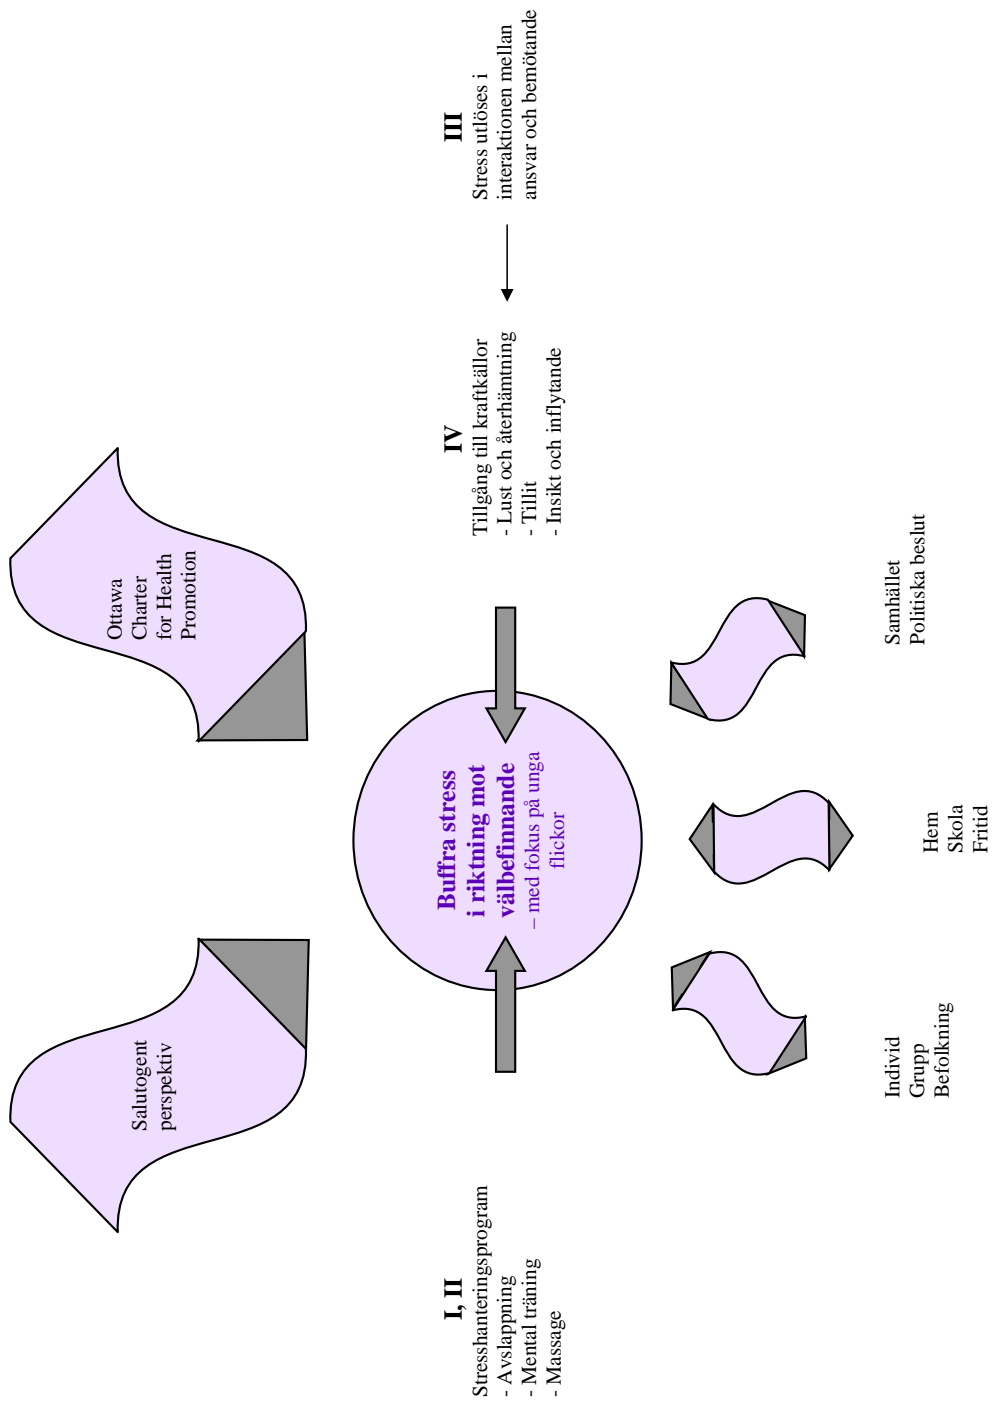 Salutogent
perspektiv
Ottawa
Charter
for Health
Promotion
I, II
Stresshanteringsprogram
- Avslappning
- Mental träning
- Massage
Buffra stress
i riktning mot
välbefinnande
– med fokus på unga
flickor
IV
Tillgång till kraftkällor
- Lust och återhämtning
- Tillit
- Insikt och inflytande
III
Stress utlöses i
interaktionen mellan
ansvar och bemötande
Individ
Grupp
Befolkning
Hem
Skola
Fritid
Samhället
Politiska beslut